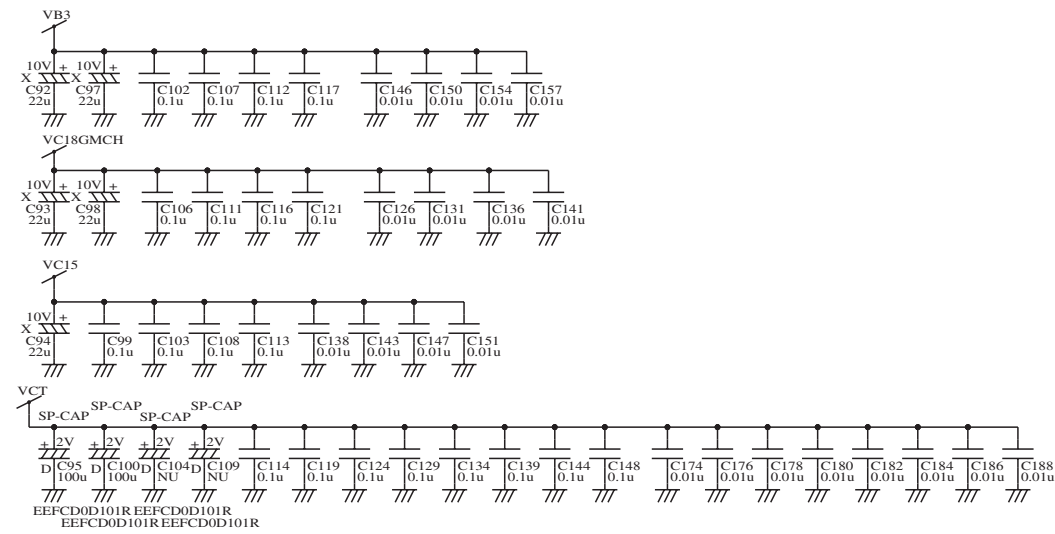 VB3
10V + 10V +
X X
C92 C97 C102 C107 C112 C117 C146 C150 C154 C157
22u 22u 0.1u 0.1u 0.1u 0.1u 0.01u 0.01u 0.01u 0.01u
VC18GMCH
10V + 10V +
X X
C93 C98 C106 C111 C116 C121 C126 C131 C136 C141
22u 22u 0.1u 0.1u 0.1u 0.1u 0.01u 0.01u 0.01u 0.01u
VC15
10V +
X
C94 C99 C103 C108 C113 C138 C143 C147 C151
22u 0.1u 0.1u 0.1u 0.1u 0.01u 0.01u 0.01u 0.01u
VCT
SP-CAP SP-CAP SP-CAP SP-CAP
+ 2V + 2V + 2V + 2V
D C95 D C100 D C104 D C109 C114 C119 C124 C129 C134 C139 C144 C148 C174 C176 C178 C180 C182 C184 C186 C188
100u 100u NU NU 0.1u 0.1u 0.1u 0.1u 0.1u 0.1u 0.1u 0.1u 0.01u 0.01u 0.01u 0.01u 0.01u 0.01u 0.01u 0.01u
EEFCD0D101R EEFCD0D101R
EEFCD0D101R EEFCD0D101R